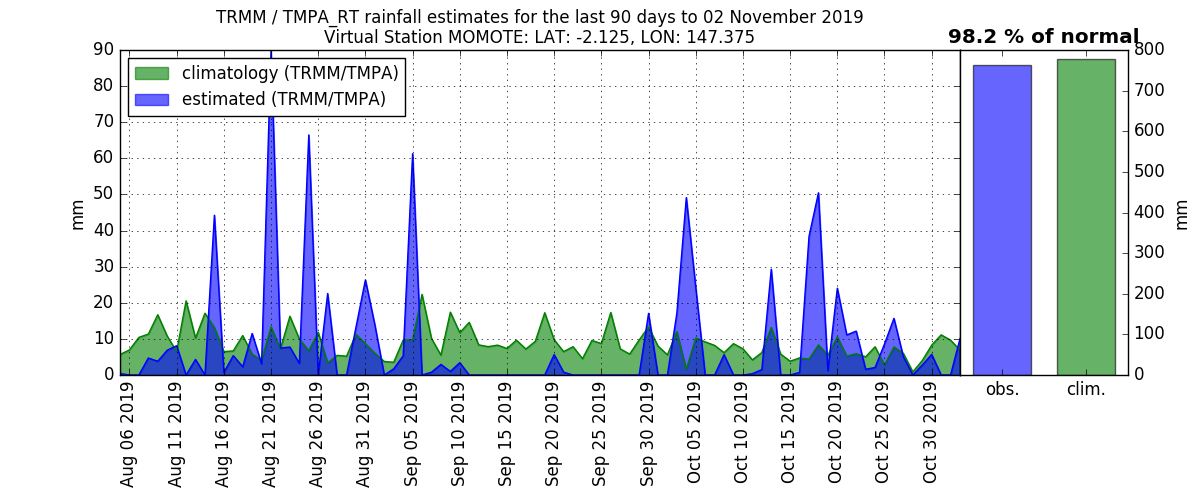 TRMM / TMPA_RT rainfall estimates for the last 90 days to 02 November 2019
Virtual Station MOMOTE: LAT: -2.125, LON: 147.375
98.2 % of normal
climatology (TRMM/TMPA)
estimated (TRMM/TMPA)
mm
90
80
70
60
50
40
30
20
10
0
Aug 06 2019
Aug 11 2019
Aug 16 2019
Aug 21 2019
Aug 26 2019
Aug 31 2019
Sep 05 2019
Sep 10 2019
Sep 15 2019
Sep 20 2019
Sep 25 2019
Sep 30 2019
Oct 05 2019
Oct 10 2019
Oct 15 2019
Oct 20 2019
Oct 25 2019
Oct 30 2019
obs.
clim.
800
700
600
500
400
300
200
100
0
mm